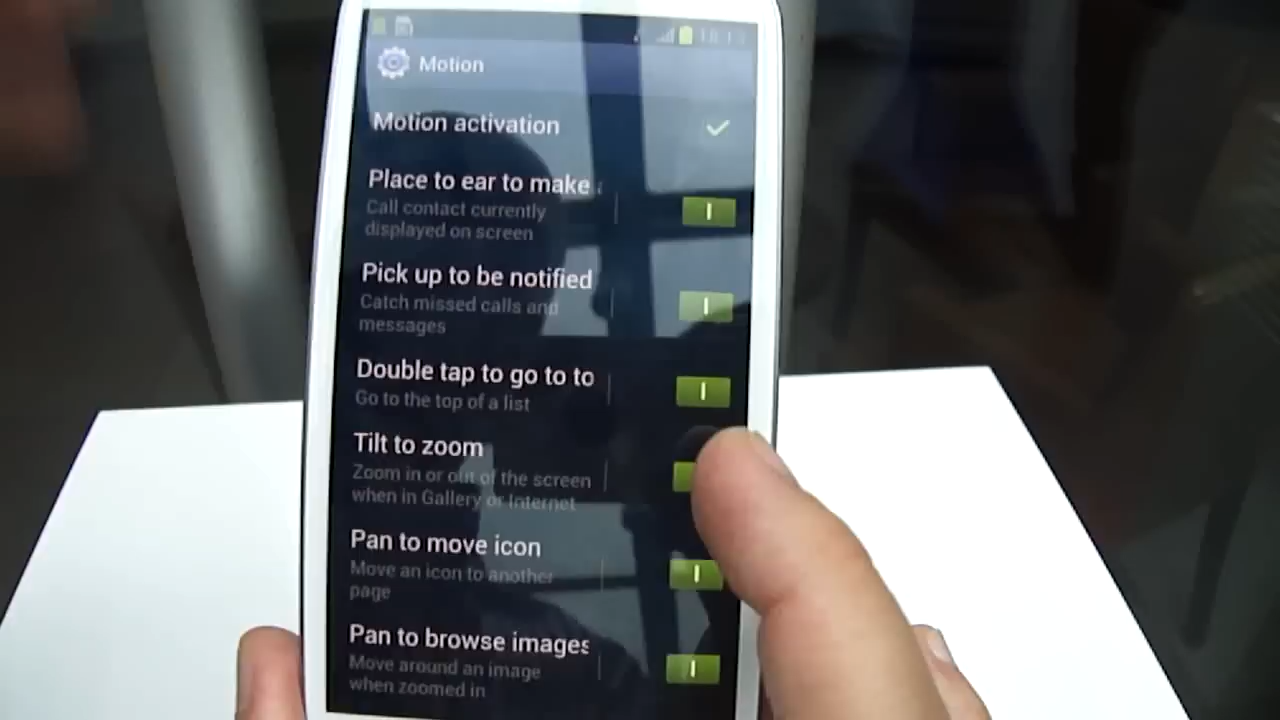 Motion
Motion activation
Place to ear to make
Call contact currently
displayed on screen
Pick up to be notified
Catch missed calls and
messages
Double tap to go to to
Go to the top of a list
Tilt to zoom
Zoom in or out of the screen
when in Gallery or Internet
Pan to move icon
Move an icon to another
page
Pan to browse images
Move around an image
when zoomed in